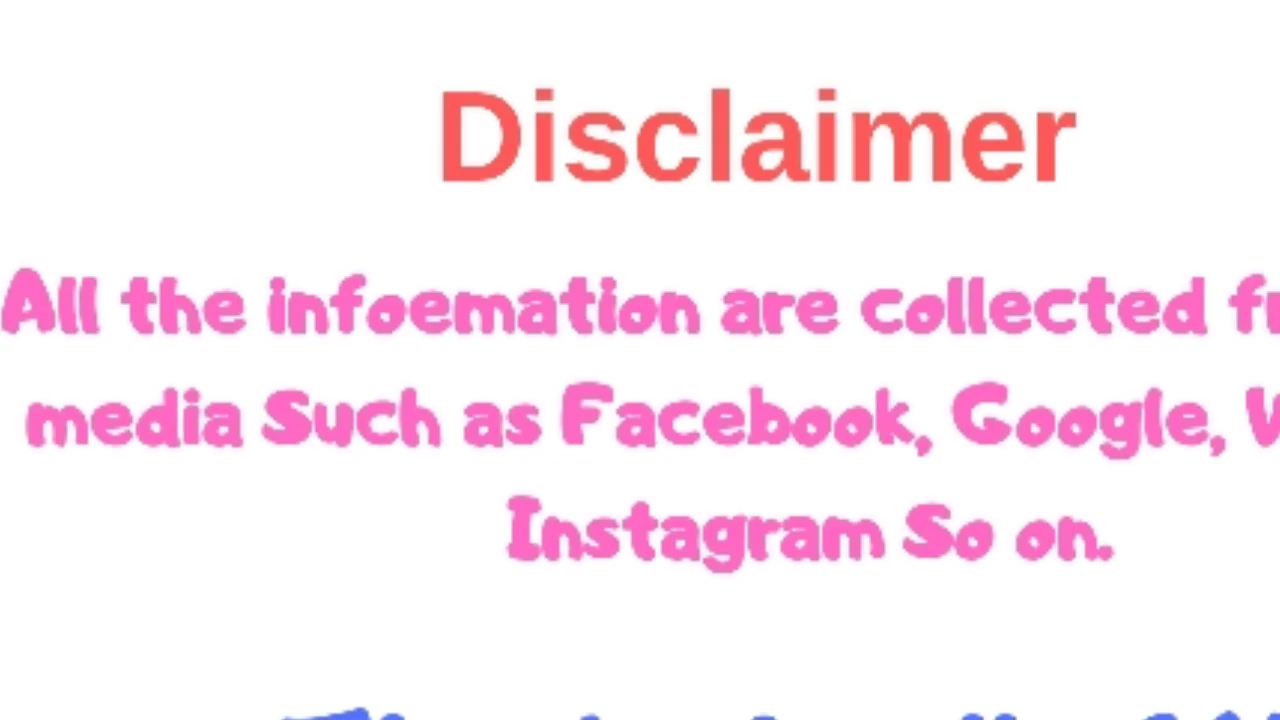 Disclaimer
All the infoemation are collected
media Such as Facebook, Google,
Instagram So on.